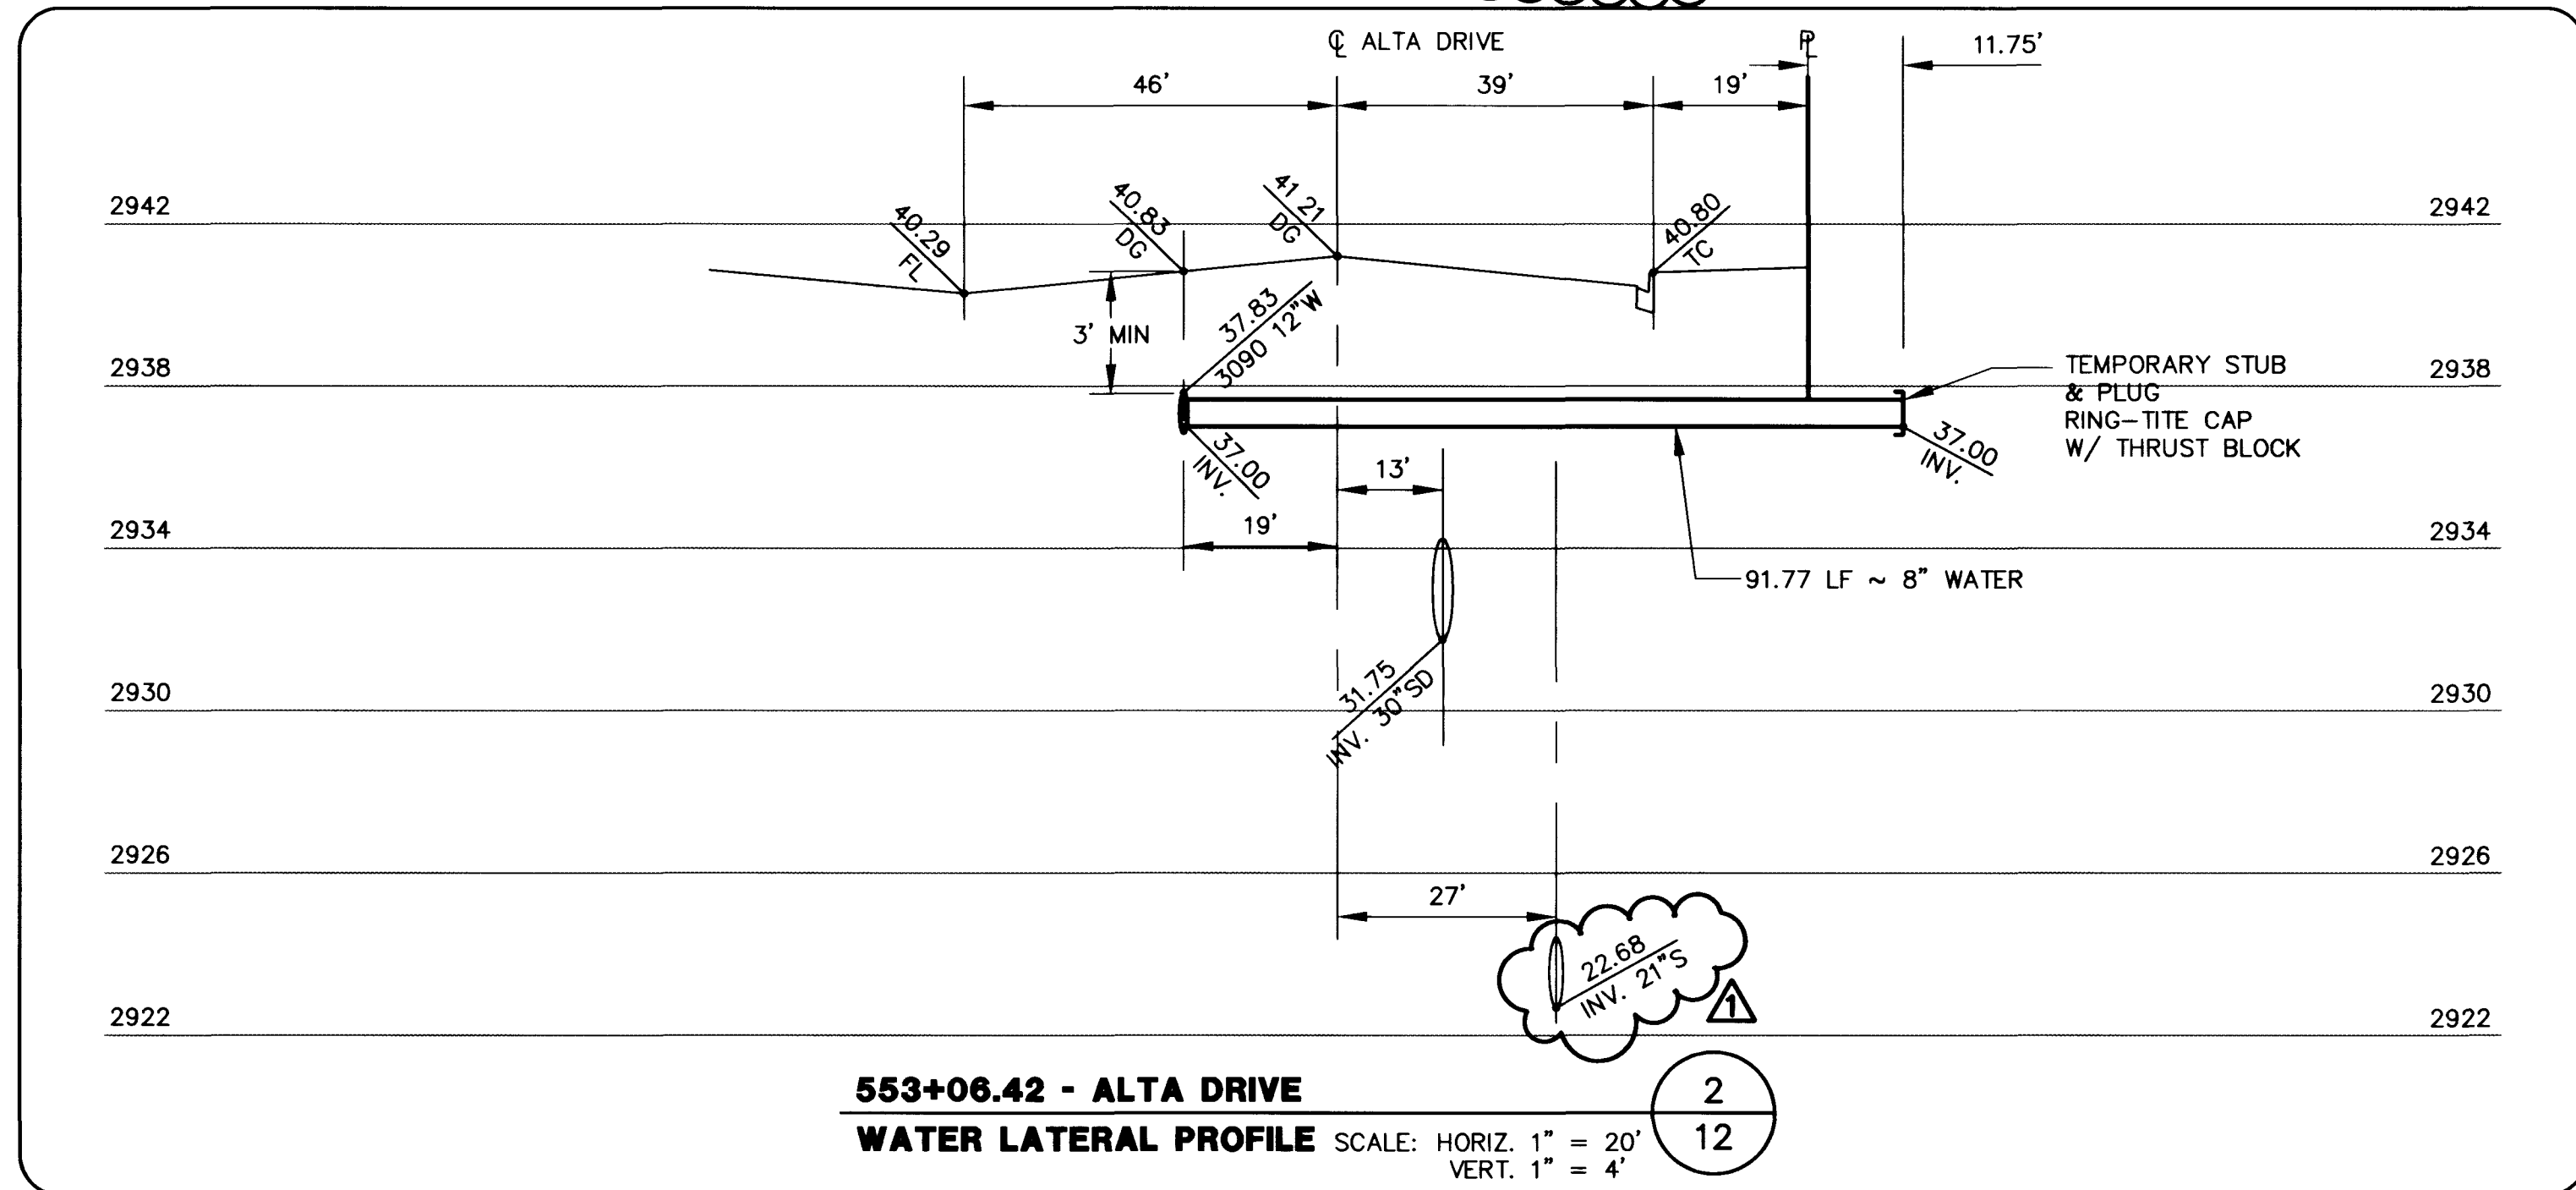 ℄ ALTA DRIVE
℄
11.75'
46'
39'
19'
2942
2942
40.29
FL
40.83
DG
41.21
DG
40.80
TC
3' MIN
37.83
3090 12"W
2938
2938
TEMPORARY STUB
& PLUG
RING-TITE CAP
W/ THRUST BLOCK
37.00
INV.
37.00
INV.
13'
19'
2934
2934
91.77 LF ~ 8" WATER
31.75
INV. 30"SD
2930
2930
2926
2926
27'
22.68
INV. 21"S
1
2922
2922
553+06.42 - ALTA DRIVE
2
WATER LATERAL PROFILE SCALE: HORIZ. 1" = 20'
VERT. 1" = 4'
12